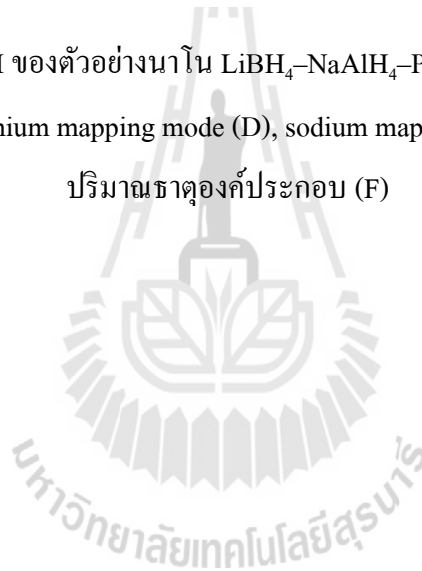 ของตัวอย่างนาโน LiBH₄–NaAlH₄–P
nium mapping mode (D), sodium map
ปริมาณธาตุองค์ประกอบ (F)
มหาวิทยาลัยเทคโนโลยีสุรนารี